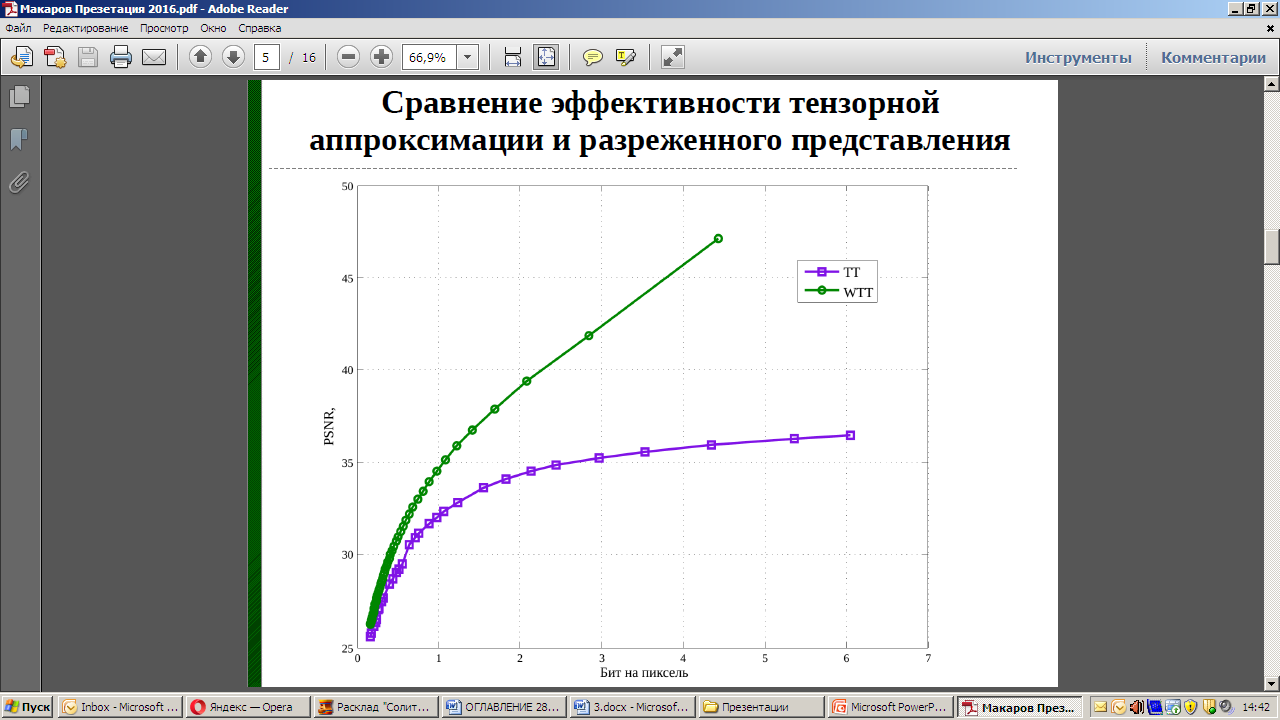 Макаров Презетация 2016.pdf - Adobe Reader
Файл Редактирование Просмотр Окно Справка
5 / 16 66,9% Инструменты Комментарии
Сравнение эффективности тензорной
аппроксимации и разреженного представления
50
45
40
35
30
25
PSNR,
TT
WTT
0 1 2 3 4 5 6 7
Бит на пиксель
Пуск Inbox - Microsoft ... Яндекс — Opera Расклад "Солит... ОГЛАВЛЕНИЕ 28... 3.docx - Microsof... Презентации Microsoft PowerP... Макаров През... 14:42